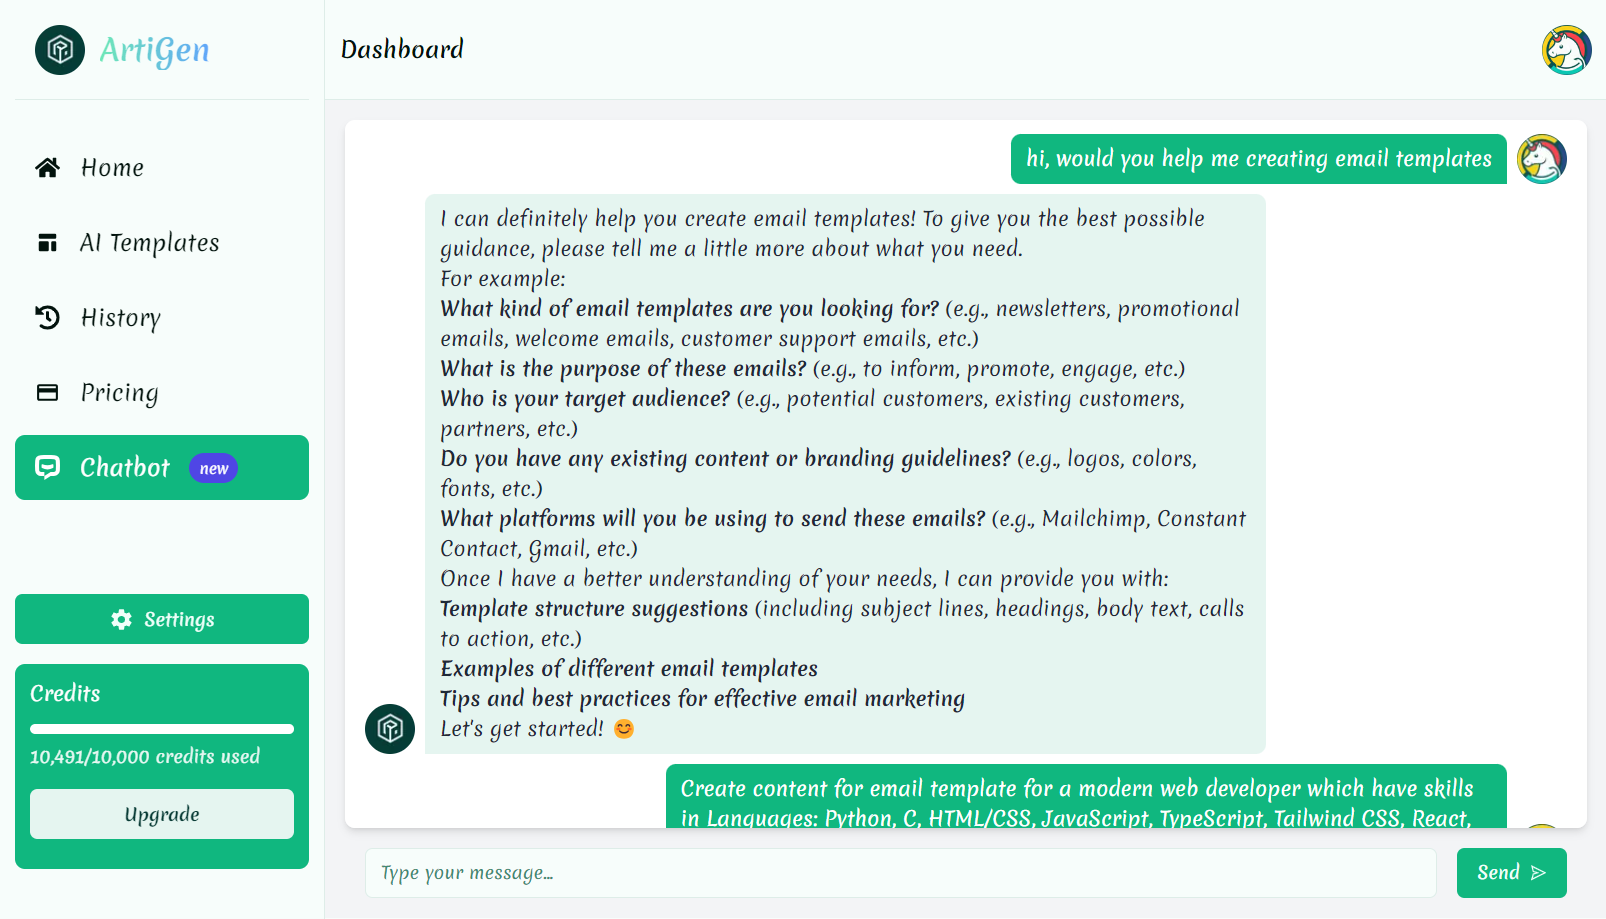 ArtiGen
Dashboard
Home
AI Templates
History
Pricing
Chatbot new
Settings
Credits
10,491/10,000 credits used
Upgrade
hi, would you help me creating email templates
I can definitely help you create email templates! To give you the best possible
guidance, please tell me a little more about what you need.
For example:
What kind of email templates are you looking for? (e.g., newsletters, promotional
emails, welcome emails, customer support emails, etc.)
What is the purpose of these emails? (e.g., to inform, promote, engage, etc.)
Who is your target audience? (e.g., potential customers, existing customers,
partners, etc.)
Do you have any existing content or branding guidelines? (e.g., logos, colors,
fonts, etc.)
What platforms will you be using to send these emails? (e.g., Mailchimp, Constant
Contact, Gmail, etc.)
Once I have a better understanding of your needs, I can provide you with:
Template structure suggestions (including subject lines, headings, body text, calls
to action, etc.)
Examples of different email templates
Tips and best practices for effective email marketing
Let's get started! 😊
Create content for email template for a modern web developer which have skills
in Languages: Python, C, HTML/CSS, JavaScript, TypeScript, Tailwind CSS, React,
Type your message...
Send